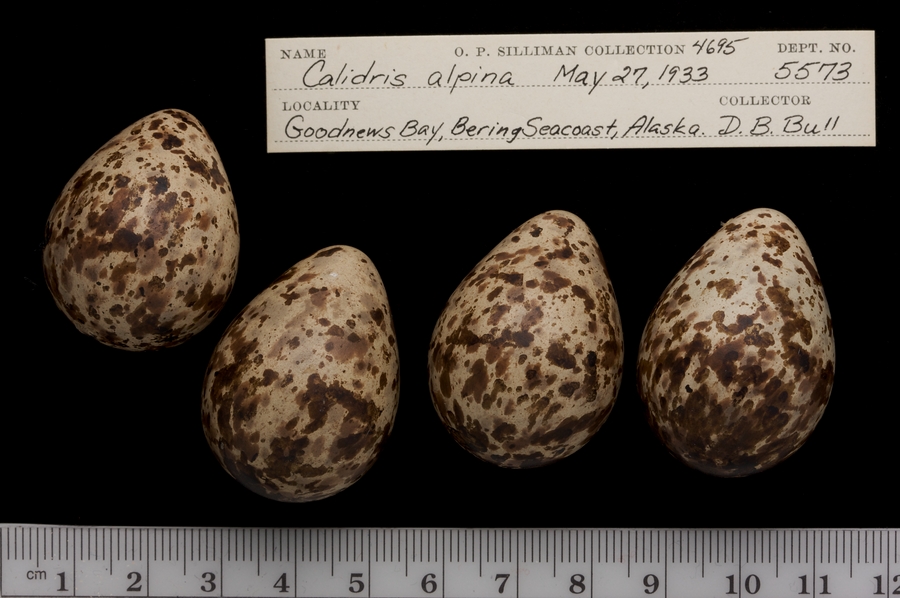 NAME O. P. SILLIMAN COLLECTION 4695 DEPT. NO.
Calidris alpina May 27, 1933 5573
LOCALITY COLLECTOR
Goodnews Bay, Bering Seacoast, Alaska. D. B. Bull
cm 1 2 3 4 5 6 7 8 9 10 11 12